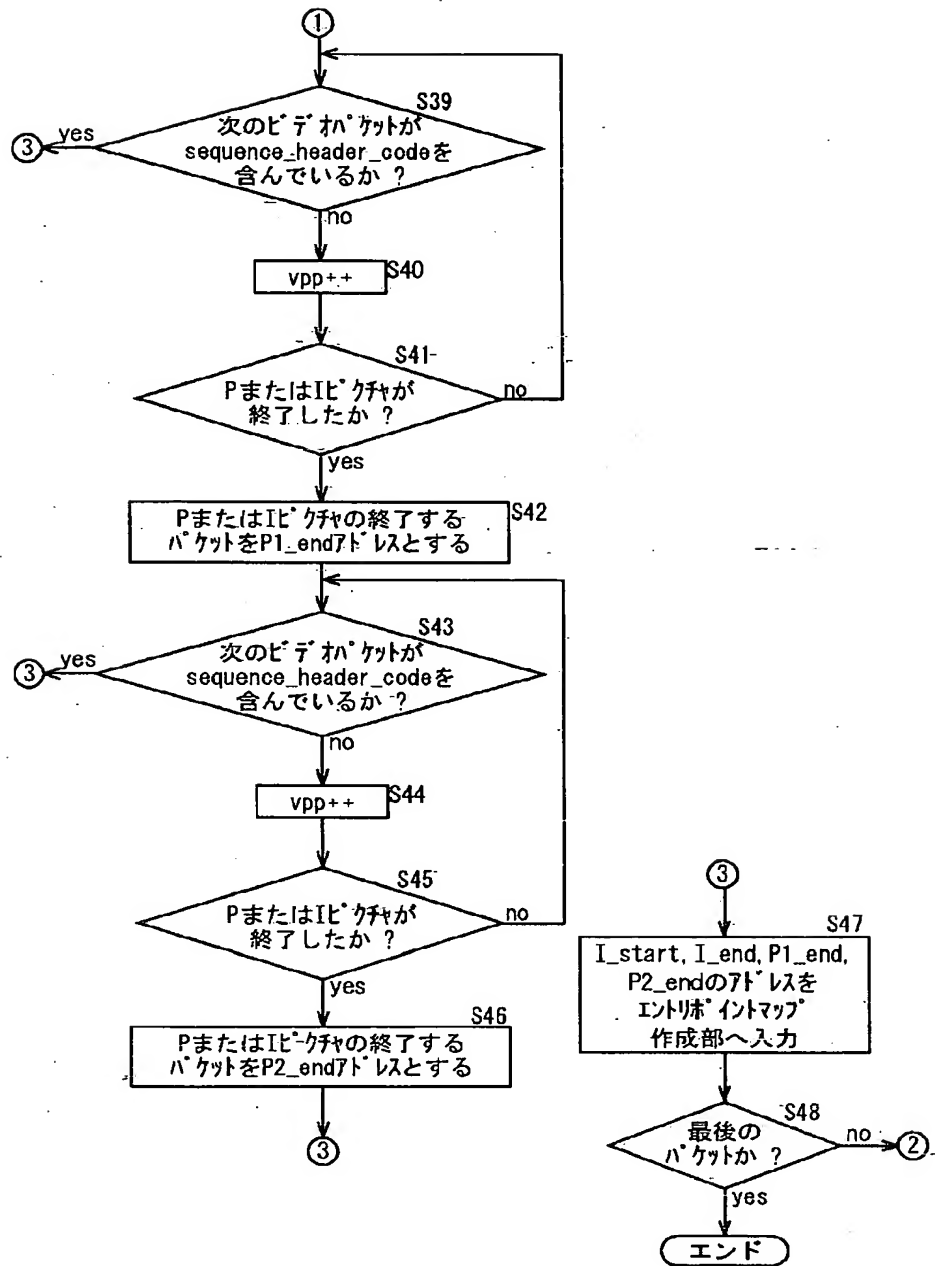 ①
S39
次のビデオパケットが
sequence_header_codeを
含んでいるか ?
yes
③
no
vpp++
S40
S41
PまたはIピクチャが
終了したか ?
no
yes
PまたはIピクチャの終了する
パケットをP1_endアドレスとする
S42
S43
次のビデオパケットが
sequence_header_codeを
含んでいるか ?
yes
③
no
vpp++
S44
S45
PまたはIピクチャが
終了したか ?
no
yes
S46
PまたはIピクチャの終了する
パケットをP2_endアドレスとする
③
③
S47
I_start, I_end, P1_end,
P2_endのアドレスを
エントリポイントマップ
作成部へ入力
S48
最後の
パケットか ?
no
②
yes
エンド